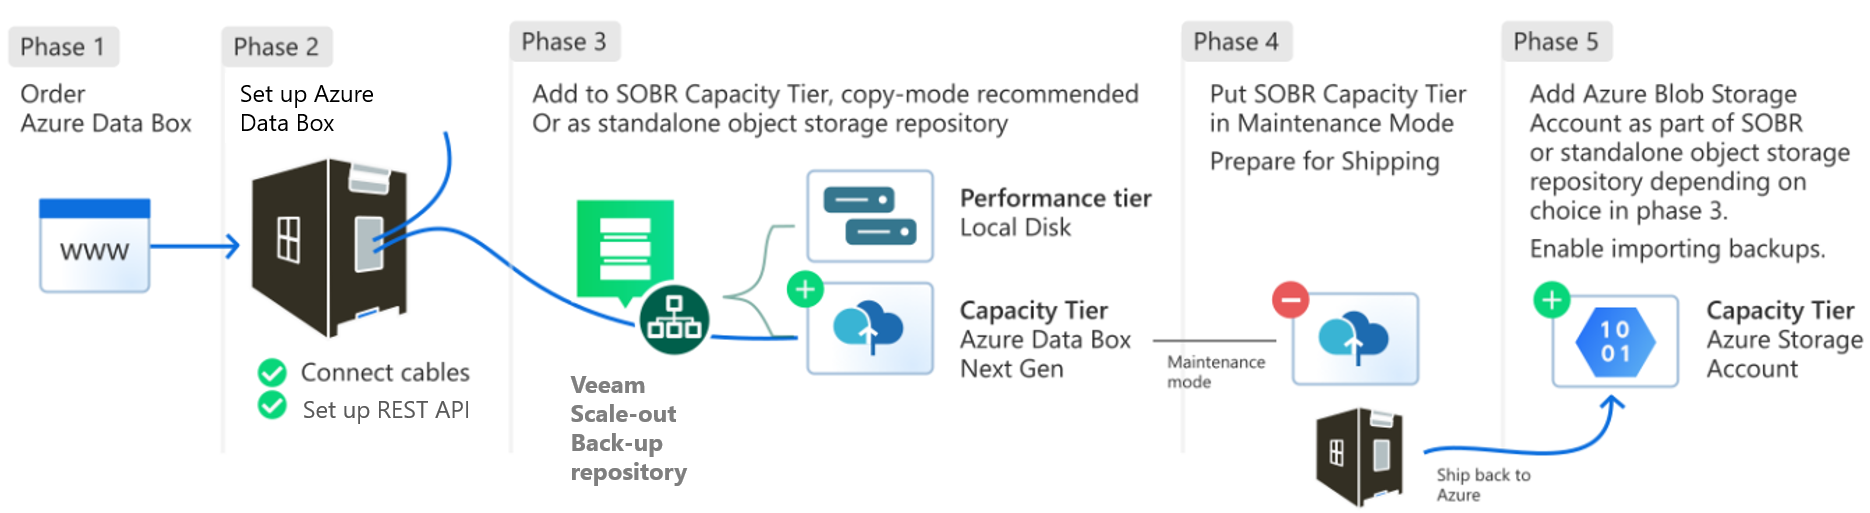 Phase 1
Order
Azure Data Box
www
Phase 2
Set up Azure
Data Box
Connect cables
Set up REST API
Phase 3
Add to SOBR Capacity Tier, copy-mode recommended
Or as standalone object storage repository
Veeam
Scale-out
Back-up
repository
Performance tier
Local Disk
Capacity Tier
Azure Data Box
Next Gen
Maintenance
mode
Phase 4
Put SOBR Capacity Tier
in Maintenance Mode
Prepare for Shipping
Ship back to
Azure
Phase 5
Add Azure Blob Storage
Account as part of SOBR
or standalone object storage
repository depending on
choice in phase 3.
Enable importing backups.
10
01
Capacity Tier
Azure Storage
Account